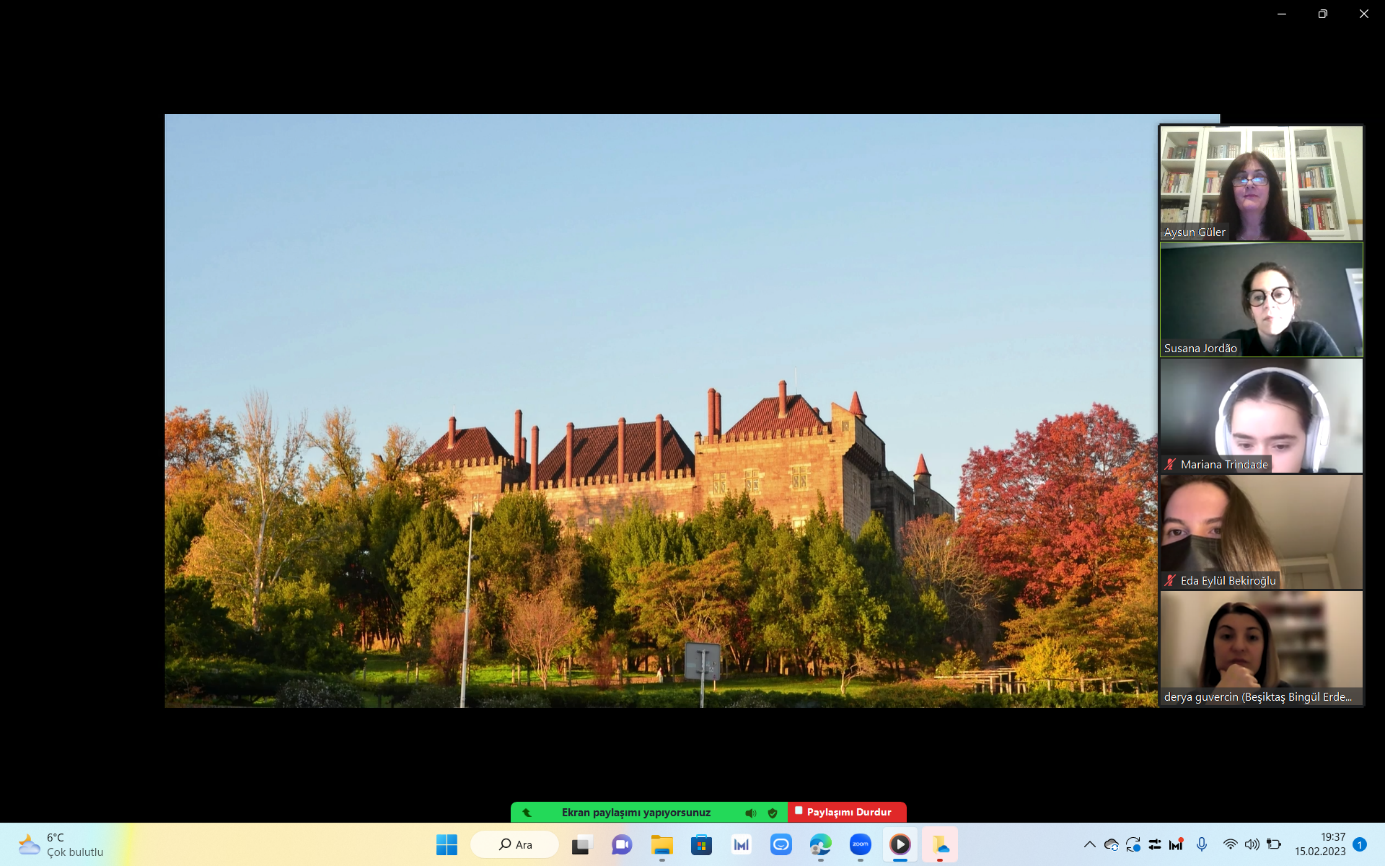 Aysun Güler
Susana Jordão
Mariana Trindade
Eda Eylül Bekiroğlu
derya guvercin (Beşiktaş Bingül Erde...
Ekran paylaşımı yapıyorsunuz
Paylaşımı Durdur
6°C
Çok bulutlu
Ara
zoom
19:37
15.02.2023
1